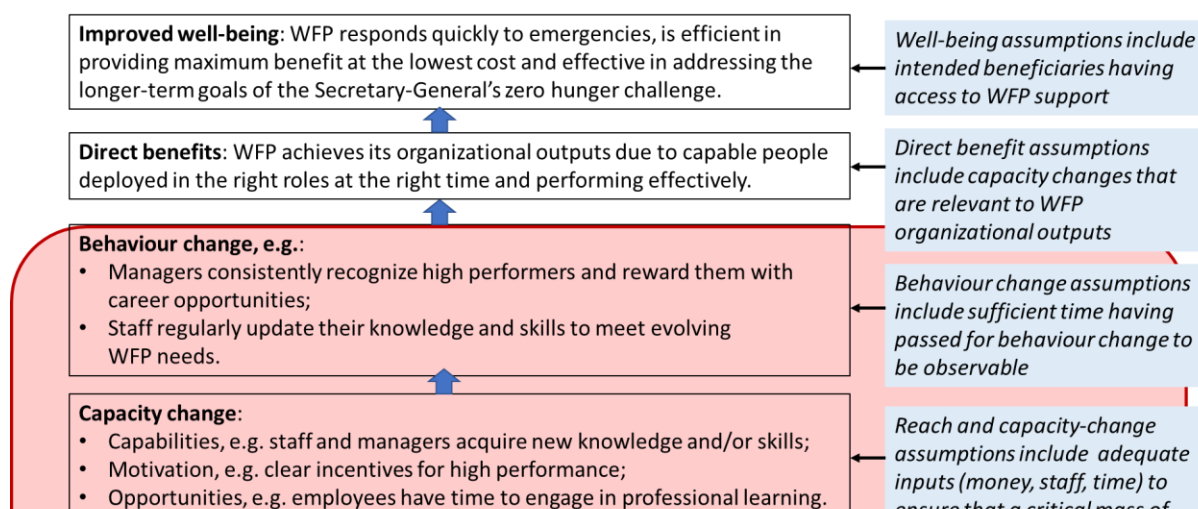 Improved well-being: WFP responds quickly to emergencies, is efficient in
providing maximum benefit at the lowest cost and effective in addressing the
longer-term goals of the Secretary-General’s zero hunger challenge.
Well-being assumptions include
intended beneficiaries having
access to WFP support
Direct benefits: WFP achieves its organizational outputs due to capable people
deployed in the right roles at the right time and performing effectively.
Direct benefit assumptions
include capacity changes that
are relevant to WFP
organizational outputs
Behaviour change, e.g.:
• Managers consistently recognize high performers and reward them with
career opportunities;
• Staff regularly update their knowledge and skills to meet evolving
WFP needs.
Behaviour change assumptions
include sufficient time having
passed for behaviour change to
be observable
Capacity change:
• Capabilities, e.g. staff and managers acquire new knowledge and/or skills;
• Motivation, e.g. clear incentives for high performance;
• Opportunities, e.g. employees have time to engage in professional learning.
Reach and capacity-change
assumptions include adequate
inputs (money, staff, time) to
ensure that a critical mass of